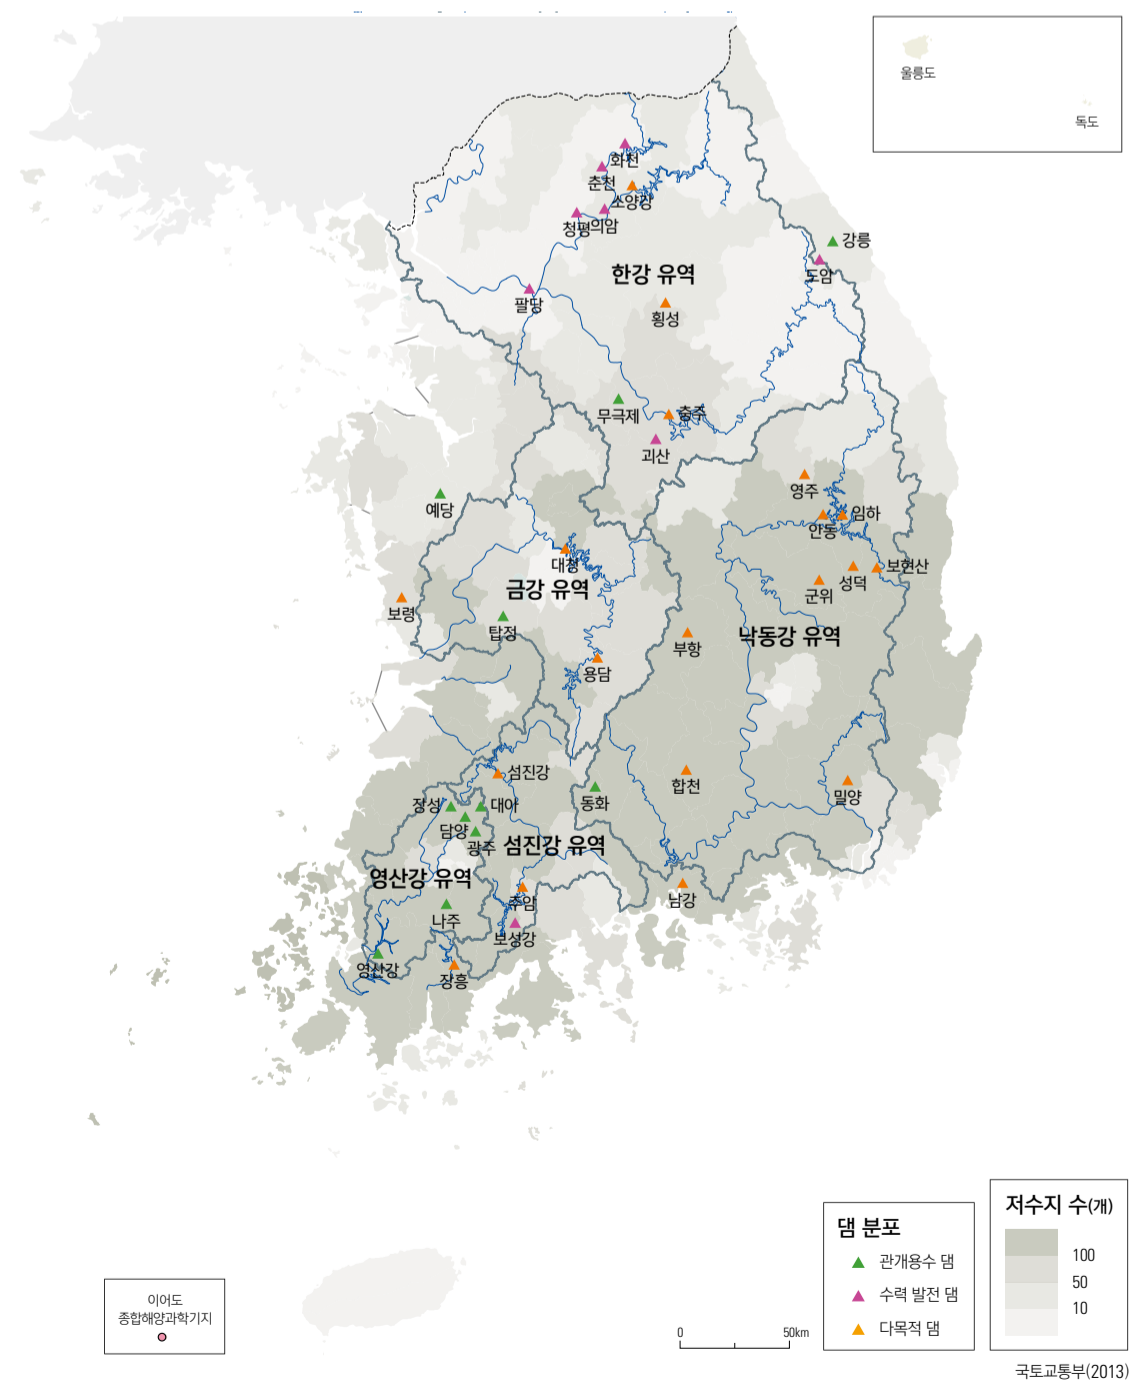 울릉도
독도
화천
춘천
소양강
청평
의암
강릉
도암
한강 유역
팔당
횡성
무극제
충주
괴산
영주
예당
임하
안동
대청
보현산
성덕
금강 유역
군위
보령
탑정
낙동강 유역
부항
용담
섬진강
합천
밀양
동화
장성
대아
담양
광주
섬진강 유역
영산강 유역
남강
주암
나주
보성강
영산강
장흥
이어도
종합해양과학기지
0
50km
댐 분포
관개용수 댐
수력 발전 댐
다목적 댐
저수지 수(개)
100
50
10
국토교통부(2013)